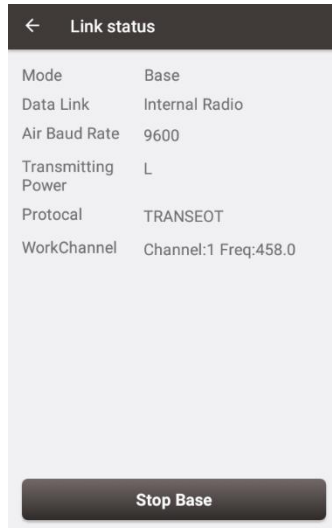 Link status
Mode Base
Data Link Internal Radio
Air Baud Rate 9600
Transmitting Power L
Protocal TRANSEOT
WorkChannel Channel:1 Freq:458.0
Stop Base